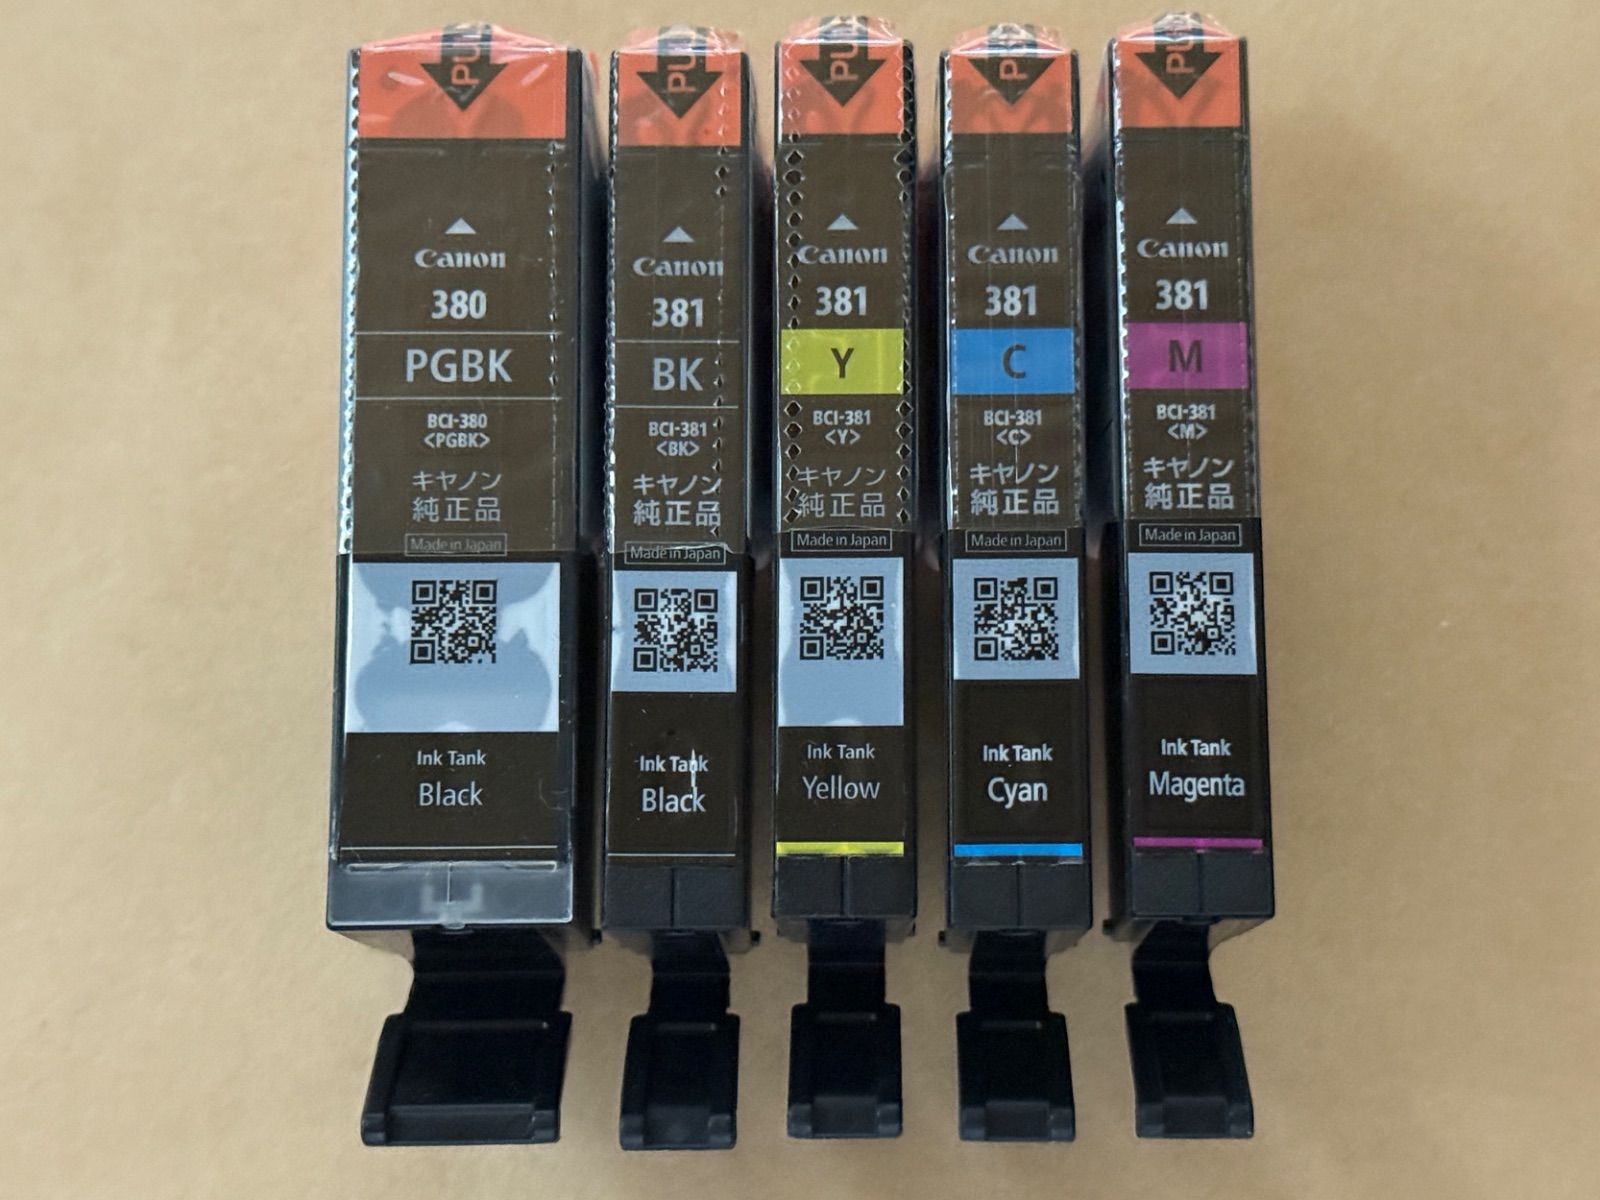 PULL
Canon
380
PGBK
BCI-380
<PGBK>
キヤノン
純正品
Made in Japan
Ink Tank
Black
PULL
Canon
381
BK
BCI-381
<BK>
キヤノン
純正品
Made in Japan
Ink Tank
Black
PULL
Canon
381
Y
BCI-381
<Y>
キヤノン
純正品
Made in Japan
Ink Tank
Yellow
Canon
381
C
BCI-381
<C>
キヤノン
純正品
Made in Japan
Ink Tank
Cyan
PULL
Canon
381
M
BCI-381
<M>
キヤノン
純正品
Made in Japan
Ink Tank
Magenta